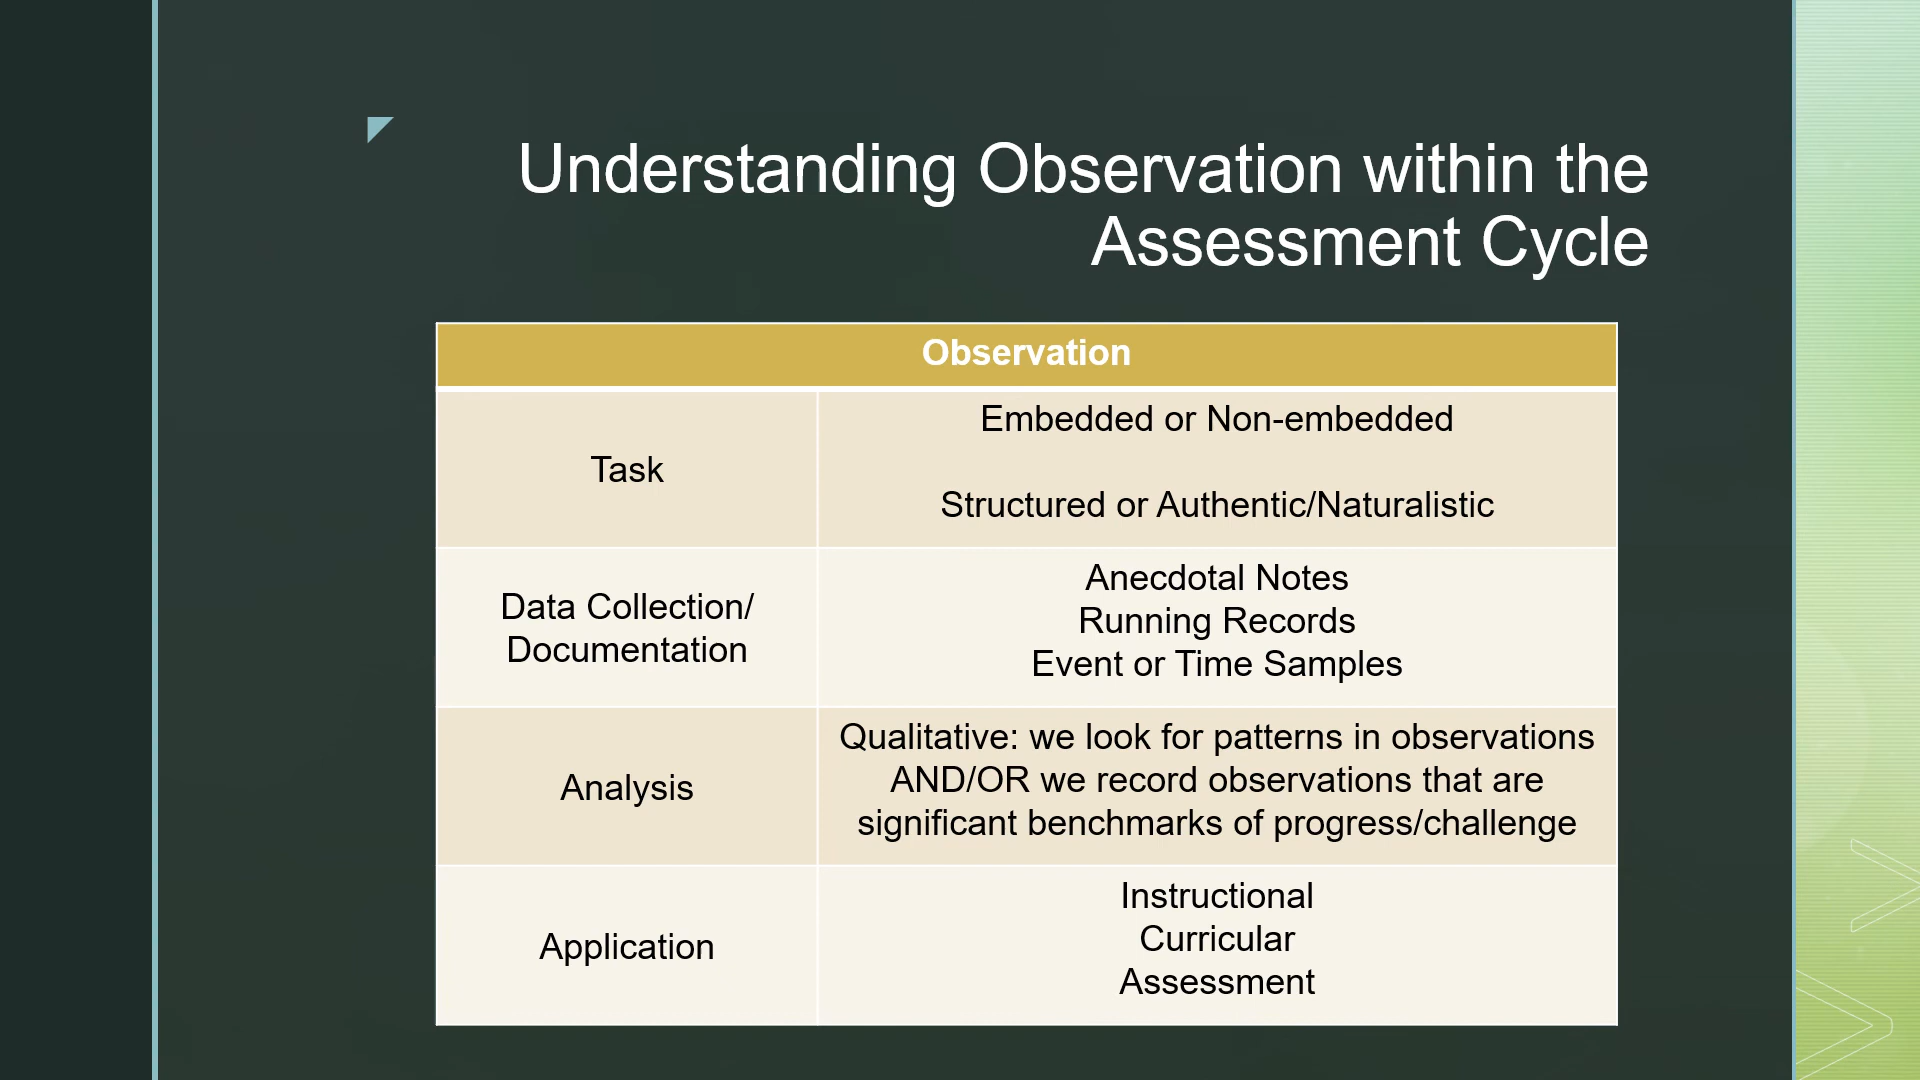 Understanding Observation within the
Assessment Cycle
Observation
Task
Embedded or Non-embedded
Structured or Authentic/Naturalistic
Data Collection/
Documentation
Anecdotal Notes
Running Records
Event or Time Samples
Analysis
Qualitative: we look for patterns in observations
AND/OR we record observations that are
significant benchmarks of progress/challenge
Application
Instructional
Curricular
Assessment